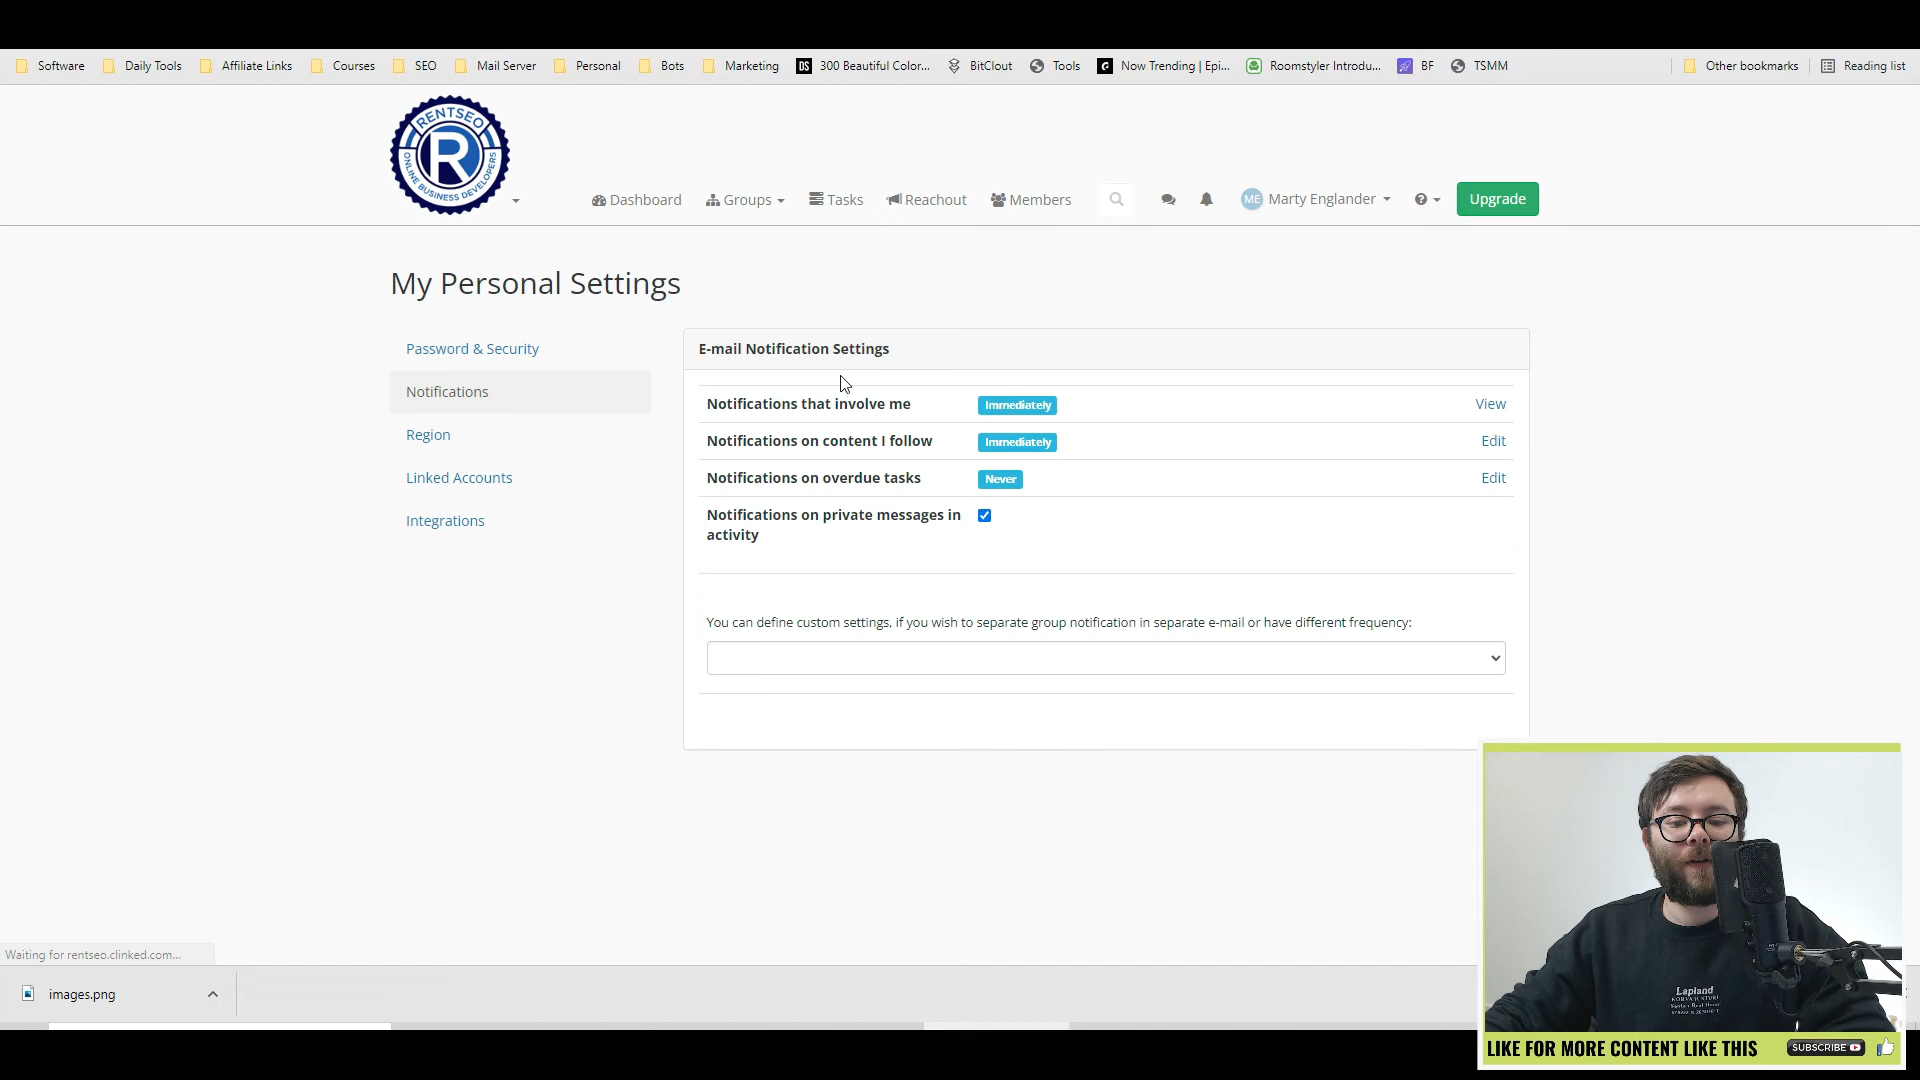 Software Daily Tools Affiliate Links Courses SEO Mail Server Personal Bots Marketing DS 300 Beautiful Color... BitClout Tools Now Trending | Epi... Roomstyler Introdu... BF TSMM Other bookmarks Reading list
RENTSEO
R
ONLINE BUSINESS DEVELOPERS
Dashboard Groups Tasks Reachout Members ME Marty Englander Upgrade
My Personal Settings
Password & Security
Notifications
Region
Linked Accounts
Integrations
E-mail Notification Settings
Notifications that involve me Immediately View
Notifications on content I follow Immediately Edit
Notifications on overdue tasks Never Edit
Notifications on private messages in
activity
You can define custom settings, if you wish to separate group notification in separate e-mail or have different frequency:
Waiting for rentseo.clinked.com...
images.png
Lapland
LIKE FOR MORE CONTENT LIKE THIS SUBSCRIBE